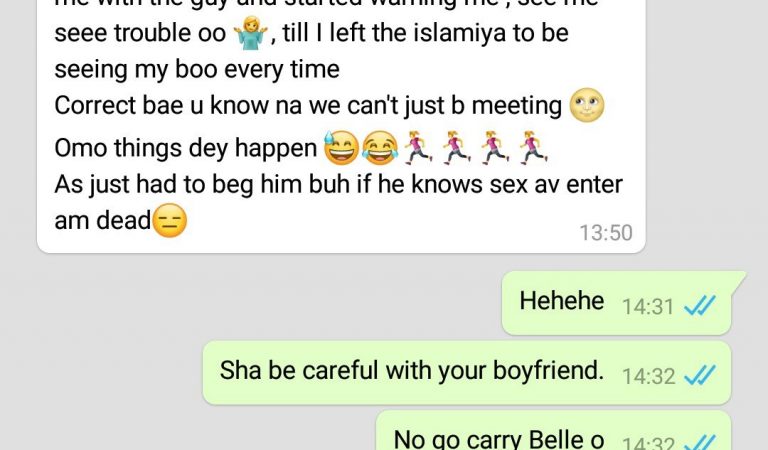 me with the guy and started warning me , see me
seee trouble oo 🤷‍♀️, till I left the islamiya to be
seeing my boo every time
Correct bae u know na we can't just b meeting 🌝
Omo things dey happen 😅😂🏃‍♀️🏃‍♀️🏃‍♀️🏃‍♀️
As just had to beg him buh if he knows sex av enter
am dead😑
13:50
Hehehe 14:31
Sha be careful with your boyfriend. 14:32
No go carry Belle o 14:32